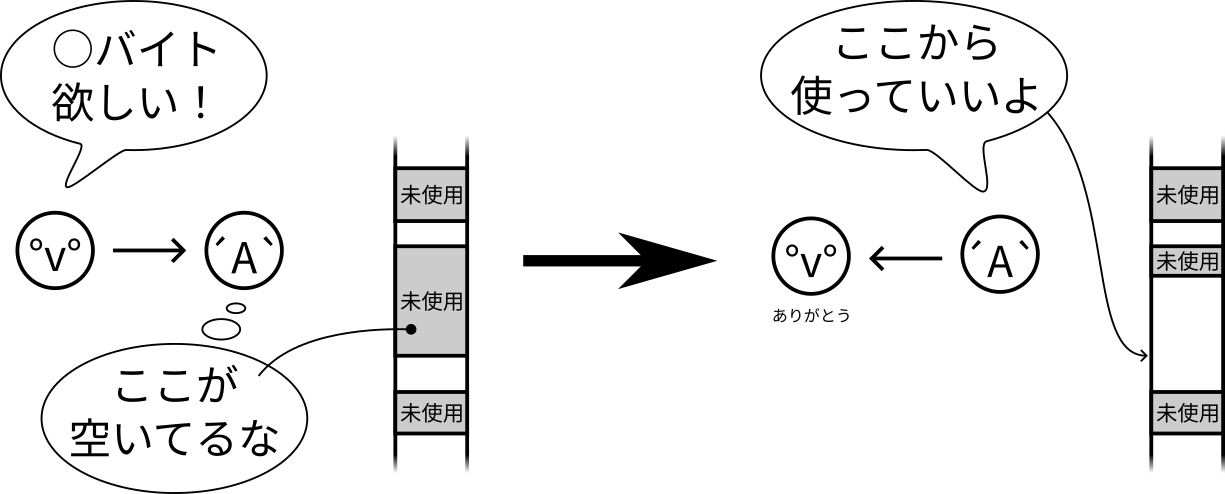 ◯バイト
欲しい！
°v°
´A`
ここが
空いてるな
未使用
未使用
未使用
ここから
使っていいよ
°v°
´A`
ありがとう
未使用
未使用
未使用